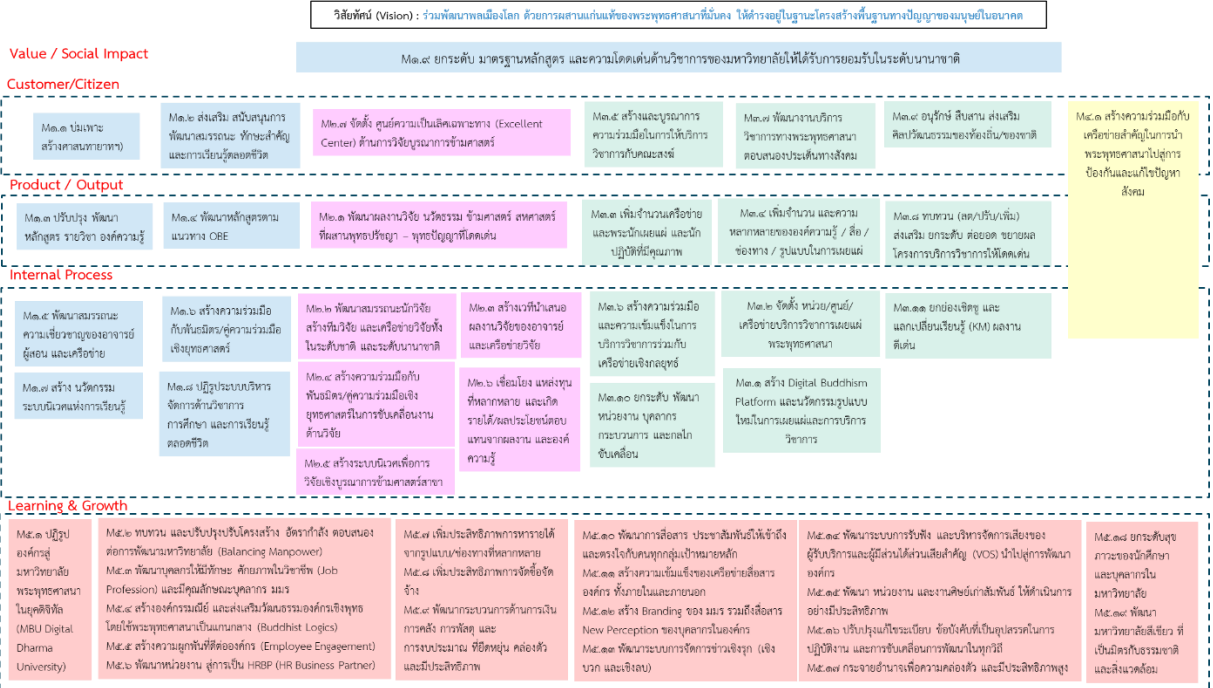 วิสัยทัศน์ (Vision) : ร่วมพัฒนาพลเมืองโลก ด้วยการผสานแก่นแท้ของพระพุทธศาสนาที่มั่นคง ให้ดำรงอยู่ในฐานะโครงสร้างพื้นฐานทางปัญญาของมนุษย์ในอนาคต
Value / Social Impact
M๑.๙ ยกระดับ มาตรฐานหลักสูตร และความโดดเด่นด้านวิชาการของมหาวิทยาลัยให้ได้รับการยอมรับในระดับนานาชาติ
Customer/Citizen
M๑.๑ บ่มเพาะ
สร้างศาสนทายาทฯ)
M๑.๒ ส่งเสริม สนับสนุนการ
พัฒนาสมรรถนะ ทักษะสำคัญ
และการเรียนรู้ตลอดชีวิต
M๒.๗ จัดตั้ง ศูนย์ความเป็นเลิศเฉพาะทาง (Excellent
Center) ด้านการวิจัยบูรณาการข้ามศาสตร์
M๓.๕ สร้างและบูรณาการ
ความร่วมมือในการให้บริการ
วิชาการกับคณะสงฆ์
M๓.๗ พัฒนางานบริการ
วิชาการทางพระพุทธศาสนา
ตอบสนองประเด็นทางสังคม
M๓.๙ อนุรักษ์ สืบสาน ส่งเสริม
ศิลปวัฒนธรรมของท้องถิ่น/ของชาติ
M๔.๑ สร้างความร่วมมือกับ
เครือข่ายสำคัญในการนำ
พระพุทธศาสนาไปสู่การ
ป้องกันและแก้ไขปัญหา
สังคม
Product / Output
M๑.๓ ปรับปรุง พัฒนา
หลักสูตร รายวิชา องค์ความรู้
M๑.๔ พัฒนาหลักสูตรตาม
แนวทาง OBE
M๒.๑ พัฒนาผลงานวิจัย นวัตธรรม ข้ามศาสตร์ สหศาสตร์
ที่ผสานพุทธปรัชญา – พุทธปัญญาที่โดดเด่น
M๓.๓ เพิ่มจำนวนเครือข่าย
และพระนักเผยแผ่ และนัก
ปฏิบัติที่มีคุณภาพ
M๓.๔ เพิ่มจำนวน และความ
หลากหลายขององค์ความรู้ / สื่อ /
ช่องทาง / รูปแบบในการเผยแผ่
M๓.๘ ทบทวน (ลด/ปรับ/เพิ่ม)
ส่งเสริม ยกระดับ ต่อยอด ขยายผล
โครงการบริการวิชาการให้โดดเด่น
Internal Process
M๑.๕ พัฒนาสมรรถนะ
ความเชี่ยวชาญของอาจารย์
ผู้สอน และเครือข่าย
M๑.๖ สร้างความร่วมมือ
กับพันธมิตร/คู่ความร่วมมือ
เชิงยุทธศาสตร์
M๒.๒ พัฒนาสมรรถนะนักวิจัย
สร้างทีมวิจัย และเครือข่ายวิจัยทั้ง
ในระดับชาติ และระดับนานาชาติ
M๒.๓ สร้างเวทีนำเสนอ
ผลงานวิจัยของอาจารย์
และเครือข่ายวิจัย
M๓.๖ สร้างความร่วมมือ
และความเข้มแข็งในการ
บริการวิชาการร่วมกับ
เครือข่ายเชิงกลยุทธ์
M๓.๒ จัดตั้ง หน่วย/ศูนย์/
เครือข่ายบริการวิชาการเผยแผ่
พระพุทธศาสนา
M๓.๑๑ ยกย่องเชิดชู และ
แลกเปลี่ยนเรียนรู้ (KM) ผลงาน
ดีเด่น
M๑.๗ สร้าง นวัตกรรม
ระบบนิเวศแห่งการเรียนรู้
M๑.๘ ปฏิรูประบบบริหาร
จัดการด้านวิชาการ
การศึกษา และการเรียนรู้
ตลอดชีวิต
M๒.๔ สร้างความร่วมมือกับ
พันธมิตร/คู่ความร่วมมือเชิง
ยุทธศาสตร์ในการขับเคลื่อนงาน
ด้านวิจัย
M๒.๖ เชื่อมโยง แหล่งทุน
ที่หลากหลาย และเกิด
รายได้/ผลประโยชน์ตอบ
แทนจากผลงาน และองค์
ความรู้
M๓.๑๐ ยกระดับ พัฒนา
หน่วยงาน บุคลากร
กระบวนการ และกลไก
ขับเคลื่อน
M๓.๑ สร้าง Digital Buddhism
Platform และนวัตกรรมรูปแบบ
ใหม่ในการเผยแผ่และการบริการ
วิชาการ
M๒.๕ สร้างระบบนิเวศเพื่อการ
วิจัยเชิงบูรณาการข้ามศาสตร์สาขา
Learning & Growth
M๕.๑ ปฏิรูป
องค์กรสู่
มหาวิทยาลัย
พระพุทธศาสนา
ในยุคดิจิทัล
(MBU Digital
Dharma
University)
M๕.๒ ทบทวน และปรับปรุงปรับโครงสร้าง อัตรากำลัง ตอบสนอง
ต่อการพัฒนามหาวิทยาลัย (Balancing Manpower)
M๕.๓ พัฒนาบุคลากรให้มีทักษะ ศักยภาพในวิชาชีพ (Job
Profession) และมีคุณลักษณะบุคลากร มมร
M๕.๔ สร้างองค์กรรมณีย์ และส่งเสริมวัฒนธรรมองค์กรเชิงพุทธ
โดยใช้พระพุทธศาสนาเป็นแกนกลาง (Buddhist Logics)
M๕.๕ สร้างความผูกพันที่ดีต่อองค์กร (Employee Engagement)
M๕.๖ พัฒนาหน่วยงาน สู่การเป็น HRBP (HR Business Partner)
M๕.๗ เพิ่มประสิทธิภาพการหารายได้
จากรูปแบบ/ช่องทางที่หลากหลาย
M๕.๘ เพิ่มประสิทธิภาพการจัดซื้อจัด
จ้าง
M๕.๙ พัฒนากระบวนการด้านการเงิน
การคลัง การพัสดุ และ
การงบประมาณ ที่ยืดหยุ่น คล่องตัว
และมีประสิทธิภาพ
M๕.๑๐ พัฒนาการสื่อสาร ประชาสัมพันธ์ให้เข้าถึง
และตรงใจกับคนทุกกลุ่มเป้าหมายหลัก
M๕.๑๑ สร้างความเข้มแข็งของเครือข่ายสื่อสาร
องค์กร ทั้งภายในและภายนอก
M๕.๑๒ สร้าง Branding ของ มมร รวมถึงสื่อสาร
New Perception ของบุคลากรในองค์กร
M๕.๑๓ พัฒนาระบบการจัดการข่าวเชิงรุก (เชิง
บวก และเชิงลบ)
M๕.๑๔ พัฒนาระบบการรับฟัง และบริหารจัดการเสียงของ
ผู้รับบริการและผู้มีส่วนได้ส่วนเสียสำคัญ (VOS) นำไปสู่การพัฒนา
องค์กร
M๕.๑๕ พัฒนา หน่วยงาน และงานศิษย์เก่าสัมพันธ์ ให้ดำเนินการ
อย่างมีประสิทธิภาพ
M๕.๑๖ ปรับปรุงแก้ไขระเบียบ ข้อบังคับที่เป็นอุปสรรคในการ
ปฏิบัติงาน และการขับเคลื่อนการพัฒนาในทุกวิถี
M๕.๑๗ กระจายอำนาจเพื่อความคล่องตัว และมีประสิทธิภาพสูง
M๕.๑๘ ยกระดับสุข
ภาวะของนักศึกษา
และบุคลากรใน
มหาวิทยาลัย
M๕.๑๙ พัฒนา
มหาวิทยาลัยสีเขียว ที่
เป็นมิตรกับธรรมชาติ
และสิ่งแวดล้อม